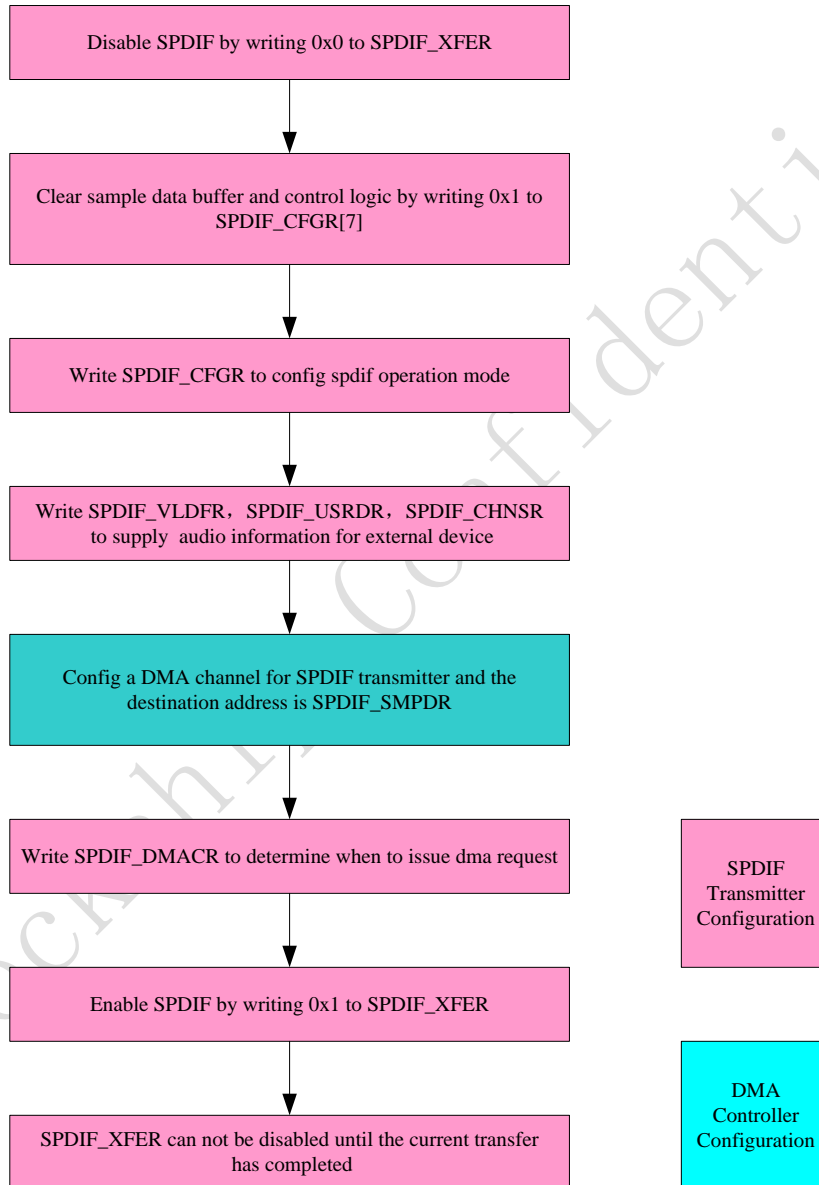 Disable SPDIF by writing 0x0 to SPDIF_XFER
Clear sample data buffer and control logic by writing 0x1 to
SPDIF_CFGR[7]
Write SPDIF_CFGR to config spdif operation mode
Write SPDIF_VLDFR，SPDIF_USRDR，SPDIF_CHNSR
to supply  audio information for external device
Config a DMA channel for SPDIF transmitter and the
destination address is SPDIF_SMPDR
Write SPDIF_DMACR to determine when to issue dma request
Enable SPDIF by writing 0x1 to SPDIF_XFER
SPDIF_XFER can not be disabled until the current transfer
has completed
SPDIF
Transmitter
Configuration
DMA
Controller
Configuration
ockchip Confidenti